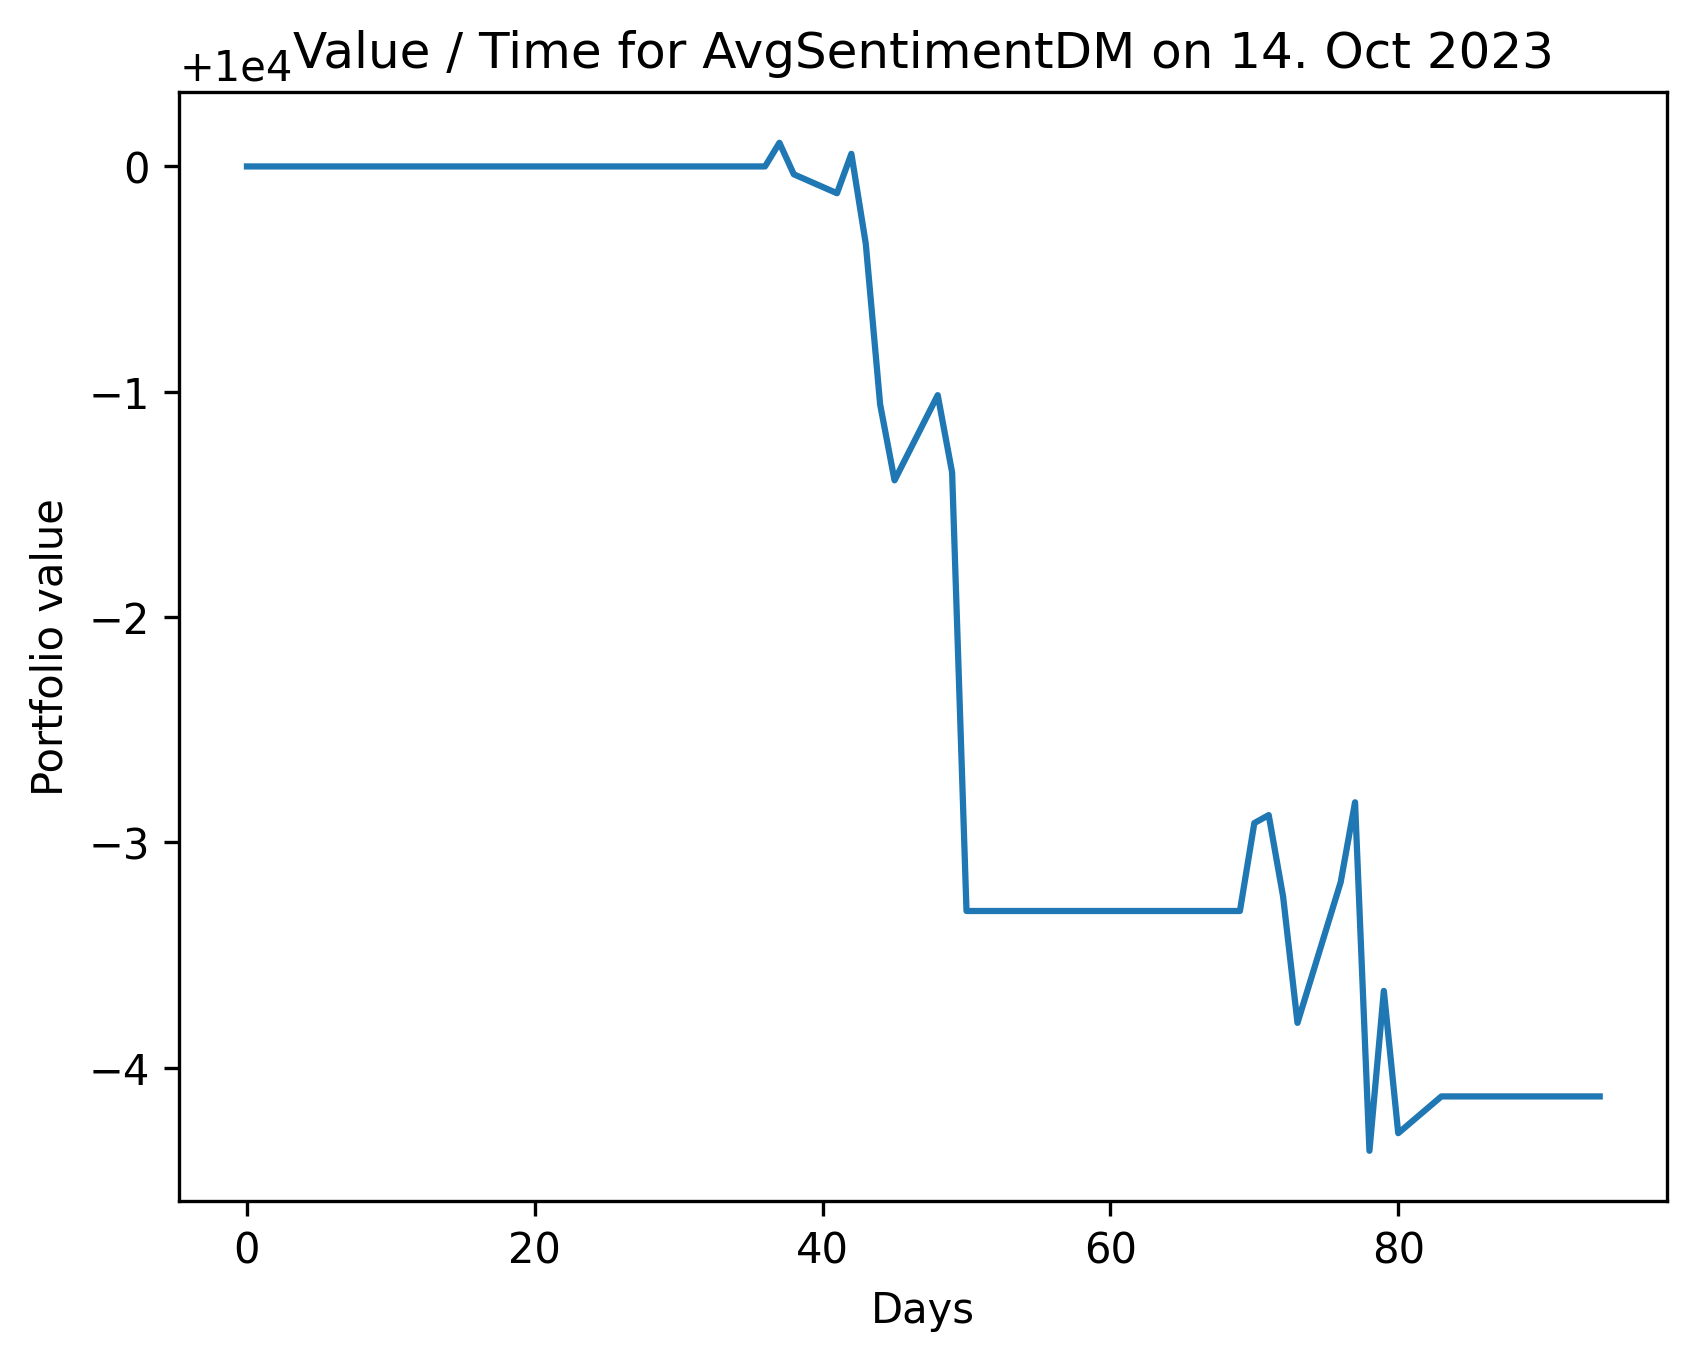 Value / Time for AvgSentimentDM on 14. Oct 2023
+1e4
0
−1
−2
−3
−4
Portfolio value
0 20 40 60 80
Days